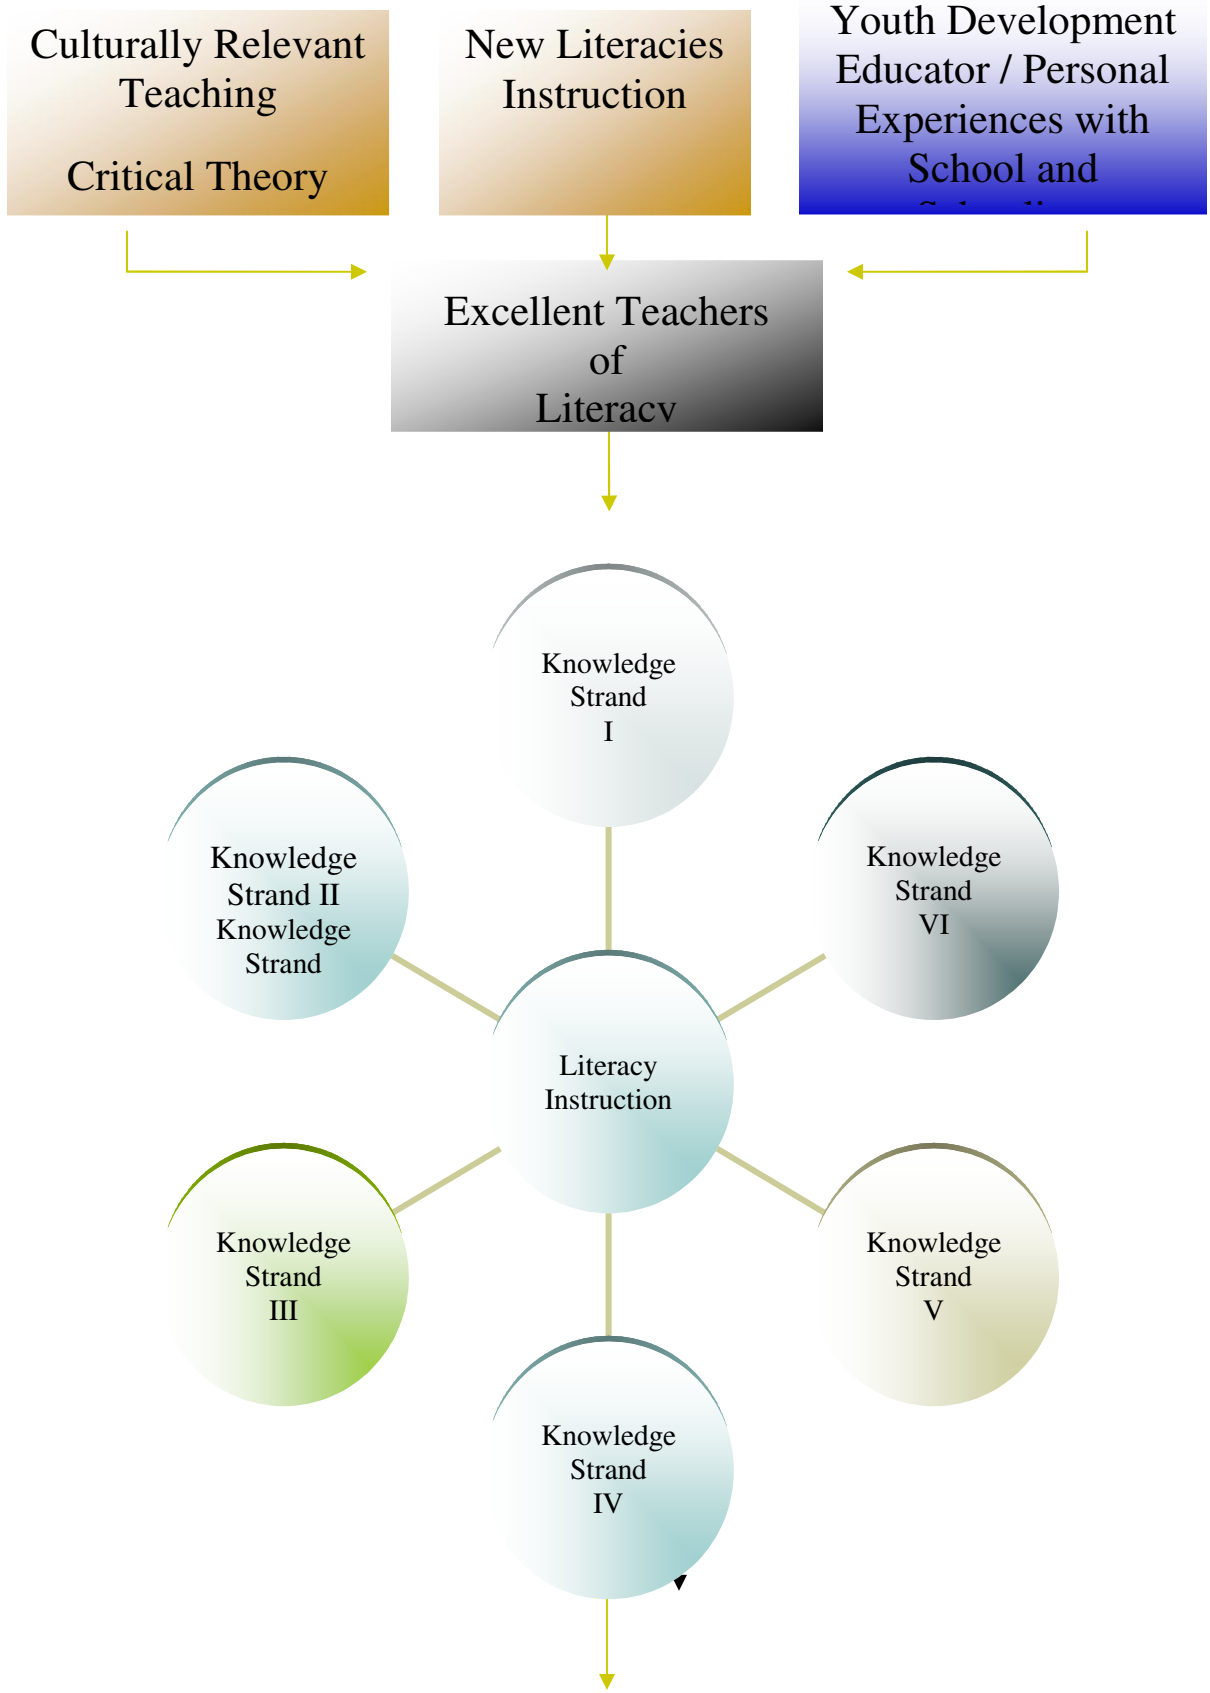 Culturally Relevant
Teaching
Critical Theory
New Literacies
Instruction
Youth Development
Educator / Personal
Experiences with
School and
Excellent Teachers
of
Literacy
Knowledge
Strand
I
Knowledge
Strand II
Knowledge
Strand
Knowledge
Strand
VI
Literacy
Instruction
Knowledge
Strand
III
Knowledge
Strand
V
Knowledge
Strand
IV